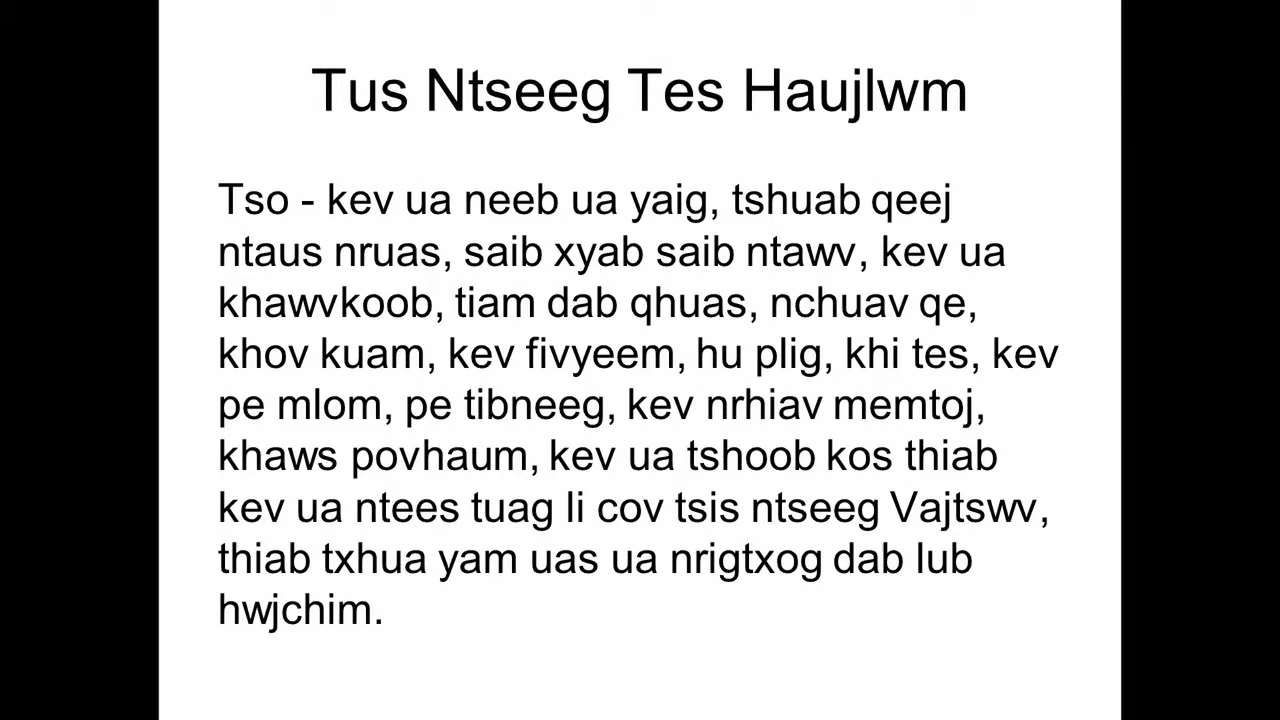 Tus Ntseeg Tes Haujlwm
Tso - kev ua neeb ua yaig, tshuab qeej
ntaus nruas, saib xyab saib ntawv, kev ua
khawvkoob, tiam dab qhuas, nchuav qe,
khov kuam, kev fivyeem, hu plig, khi tes, kev
pe mlom, pe tibneeg, kev nrhiav memtoj,
khaws povhaum, kev ua tshoob kos thiab
kev ua ntees tuag li cov tsis ntseeg Vajtswv,
thiab txhua yam uas ua nrigtxog dab lub
hwjchim.